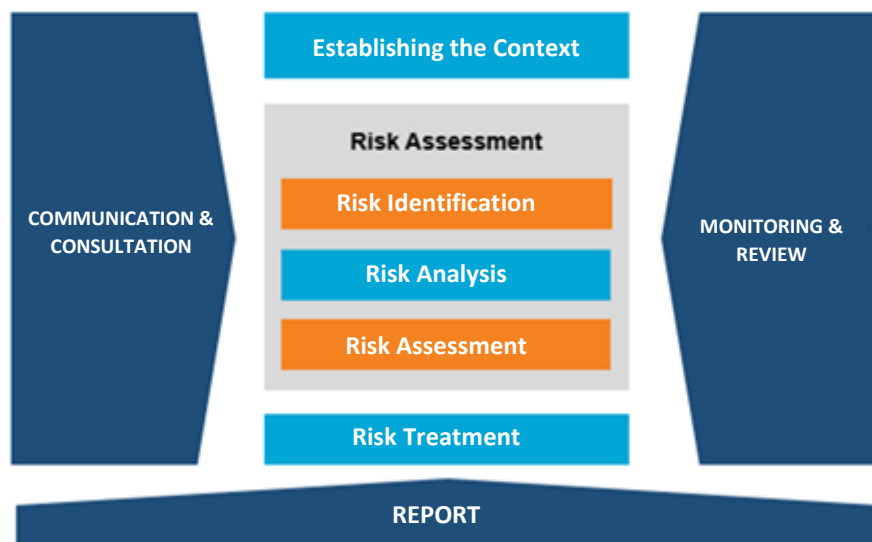 Establishing the Context
Risk Assessment
Risk Identification
Risk Analysis
Risk Assessment
Risk Treatment
COMMUNICATION &
CONSULTATION
MONITORING &
REVIEW
REPORT